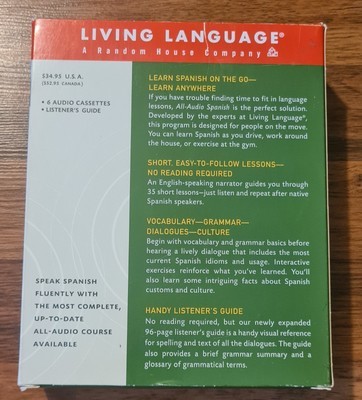 LIVING LANGUAGE®
A Random House Company
$34.95 U.S.A.
($52.95 CANADA)
• 6 AUDIO CASSETTES
• LISTENER'S GUIDE
SPEAK SPANISH
FLUENTLY WITH
THE MOST COMPLETE,
UP-TO-DATE
ALL-AUDIO COURSE
AVAILABLE
LEARN SPANISH ON THE GO—
LEARN ANYWHERE
If you have trouble finding time to fit in language
lessons, All-Audio Spanish is the perfect solution.
Developed by the experts at Living Language®,
this program is designed for people on the move.
You can learn Spanish as you drive, work around
the house, or exercise at the gym.
SHORT, EASY-TO-FOLLOW LESSONS—
NO READING REQUIRED
An English-speaking narrator guides you through
35 short lessons—just listen and repeat after native
Spanish speakers.
VOCABULARY—GRAMMAR—
DIALOGUES—CULTURE
Begin with vocabulary and grammar basics before
hearing a lively dialogue that includes the most
current Spanish idioms and usage. Interactive
exercises reinforce what you've learned. You'll
also learn some intriguing facts about Spanish
customs and culture.
HANDY LISTENER'S GUIDE
No reading required, but our newly expanded
96-page listener's guide is a handy visual reference
for spelling and text of all the dialogues. The guide
also provides a brief grammar summary and a
glossary of grammatical terms.